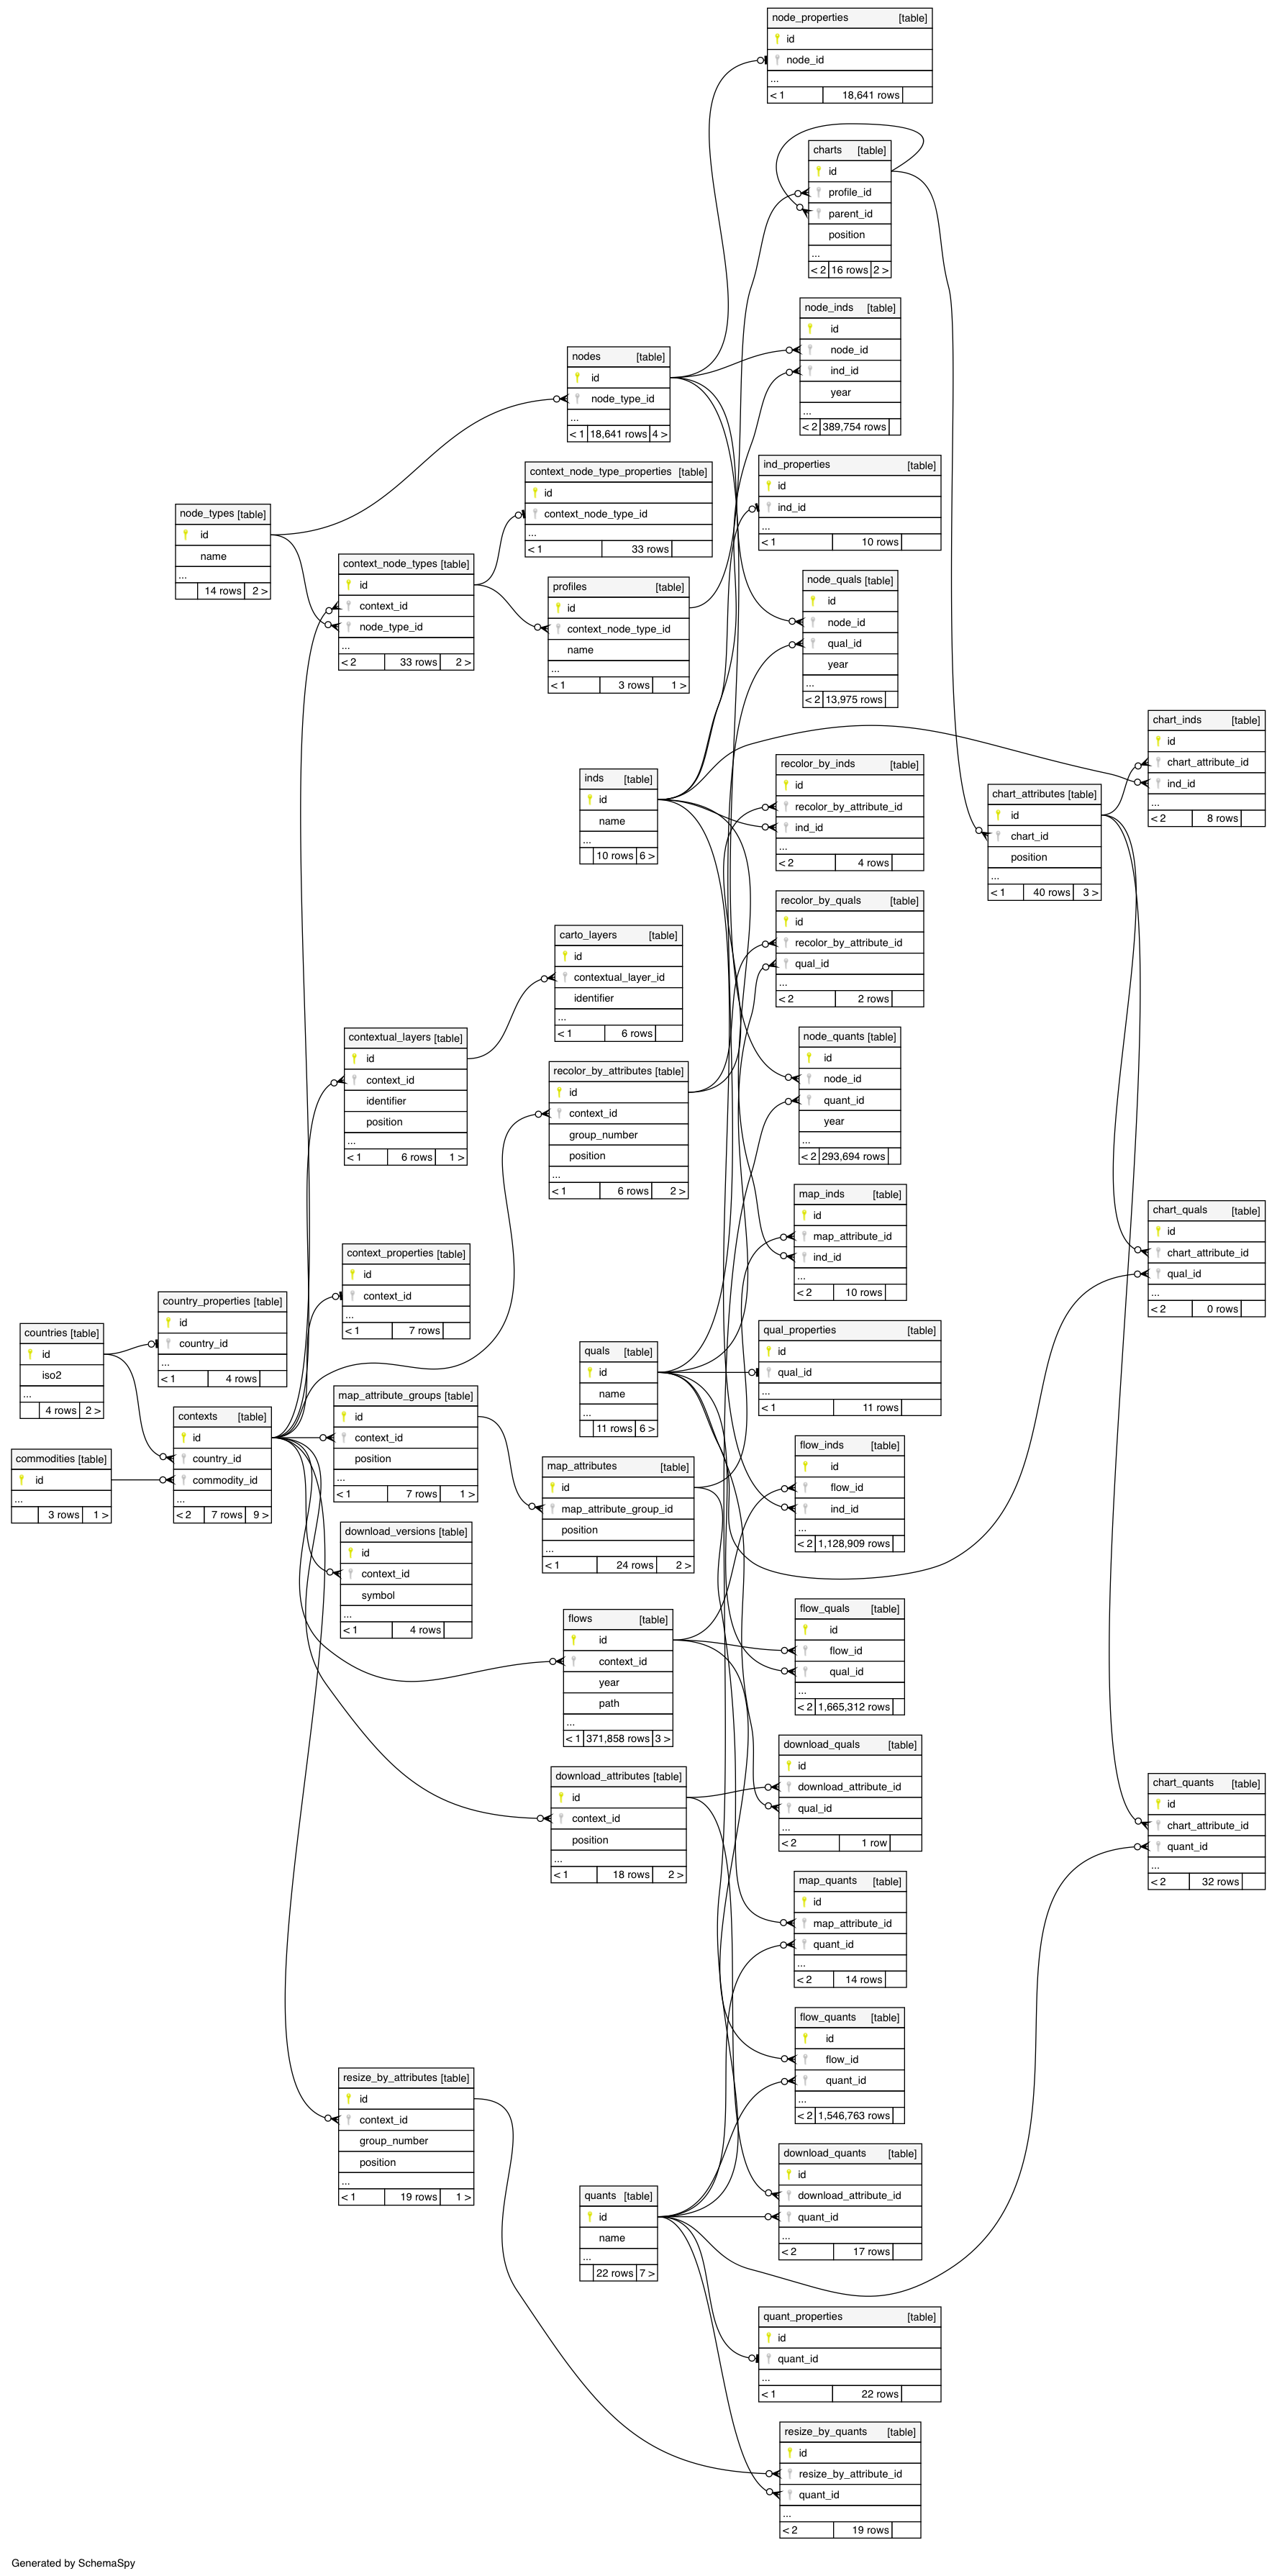 node_properties [table]
id
node_id
...
< 1 18,641 rows
charts [table]
id
profile_id
parent_id
position
...
< 2 16 rows 2 >
node_inds [table]
id
node_id
ind_id
year
...
< 2 389,754 rows
nodes [table]
id
node_type_id
...
< 1 18,641 rows 4 >
context_node_type_properties [table]
id
context_node_type_id
...
< 1 33 rows
ind_properties [table]
id
ind_id
...
< 1 10 rows
node_types [table]
id
name
...
14 rows 2 >
context_node_types [table]
id
context_id
node_type_id
...
< 2 33 rows 2 >
profiles [table]
id
context_node_type_id
name
...
< 1 3 rows 1 >
node_quals [table]
id
node_id
qual_id
year
...
< 2 13,975 rows
chart_inds [table]
id
chart_attribute_id
ind_id
...
< 2 8 rows
inds [table]
id
name
...
10 rows 6 >
recolor_by_inds [table]
id
recolor_by_attribute_id
ind_id
...
< 2 4 rows
chart_attributes [table]
id
chart_id
position
...
< 1 40 rows 3 >
recolor_by_quals [table]
id
recolor_by_attribute_id
qual_id
...
< 2 2 rows
carto_layers [table]
id
contextual_layer_id
identifier
...
< 1 6 rows
contextual_layers [table]
id
context_id
identifier
position
...
< 1 6 rows 1 >
node_quants [table]
id
node_id
quant_id
year
...
< 2 293,694 rows
recolor_by_attributes [table]
id
context_id
group_number
position
...
< 1 6 rows 2 >
map_inds [table]
id
map_attribute_id
ind_id
...
< 2 10 rows
chart_quals [table]
id
chart_attribute_id
qual_id
...
< 2 0 rows
context_properties [table]
id
context_id
...
< 1 7 rows
country_properties [table]
id
country_id
...
< 1 4 rows
countries [table]
id
iso2
...
4 rows 2 >
quals [table]
id
name
...
11 rows 6 >
qual_properties [table]
id
qual_id
...
< 1 11 rows
map_attribute_groups [table]
id
context_id
position
...
< 1 7 rows 1 >
contexts [table]
id
country_id
commodity_id
...
< 2 7 rows 9 >
commodities [table]
id
...
3 rows 1 >
flow_inds [table]
id
flow_id
ind_id
...
< 2 1,128,909 rows
map_attributes [table]
id
map_attribute_group_id
position
...
< 1 24 rows 2 >
download_versions [table]
id
context_id
symbol
...
< 1 4 rows
flow_quals [table]
id
flow_id
qual_id
...
< 2 1,665,312 rows
flows [table]
id
context_id
year
path
...
< 1 371,858 rows 3 >
download_quals [table]
id
download_attribute_id
qual_id
...
< 2 1 row
download_attributes [table]
id
context_id
position
...
< 1 18 rows 2 >
chart_quants [table]
id
chart_attribute_id
quant_id
...
< 2 32 rows
map_quants [table]
id
map_attribute_id
quant_id
...
< 2 14 rows
flow_quants [table]
id
flow_id
quant_id
...
< 2 1,546,763 rows
resize_by_attributes [table]
id
context_id
group_number
position
...
< 1 19 rows 1 >
download_quants [table]
id
download_attribute_id
quant_id
...
< 2 17 rows
quants [table]
id
name
...
22 rows 7 >
quant_properties [table]
id
quant_id
...
< 1 22 rows
resize_by_quants [table]
id
resize_by_attribute_id
quant_id
...
< 2 19 rows
Generated by SchemaSpy